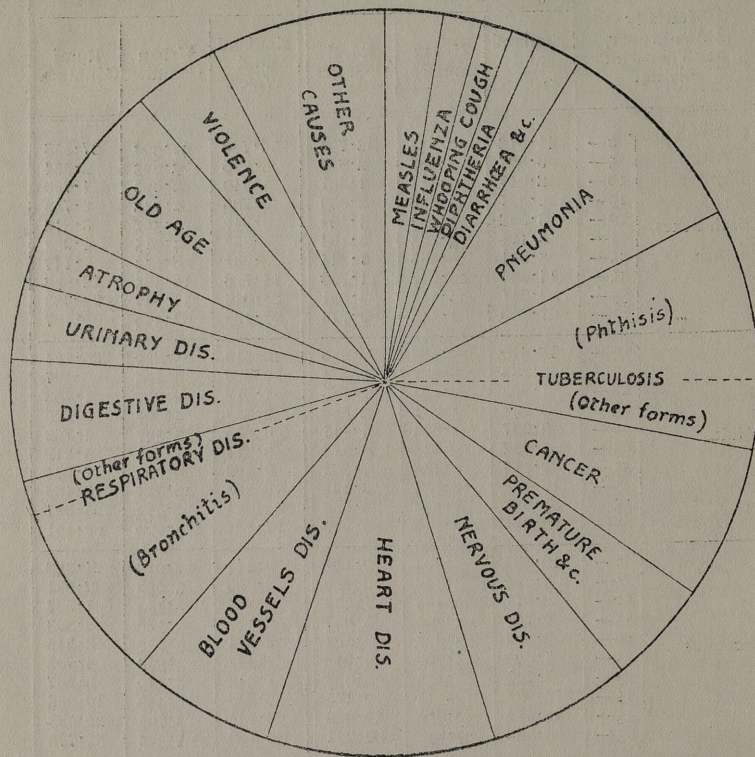 MEASLES
INFLUENZA
WHOOPING COUGH
DIPHTHERIA
DIARRHŒA &c.
PNEUMONIA
(Phthisis)
TUBERCULOSIS
(Other forms)
CANCER
PREMATURE
BIRTH &c.
NERVOUS DIS.
HEART DIS.
BLOOD
VESSELS DIS.
(Bronchitis)
RESPIRATORY DIS.
(Other forms)
DIGESTIVE DIS.
URINARY DIS.
ATROPHY
OLD AGE
VIOLENCE
OTHER
CAUSES